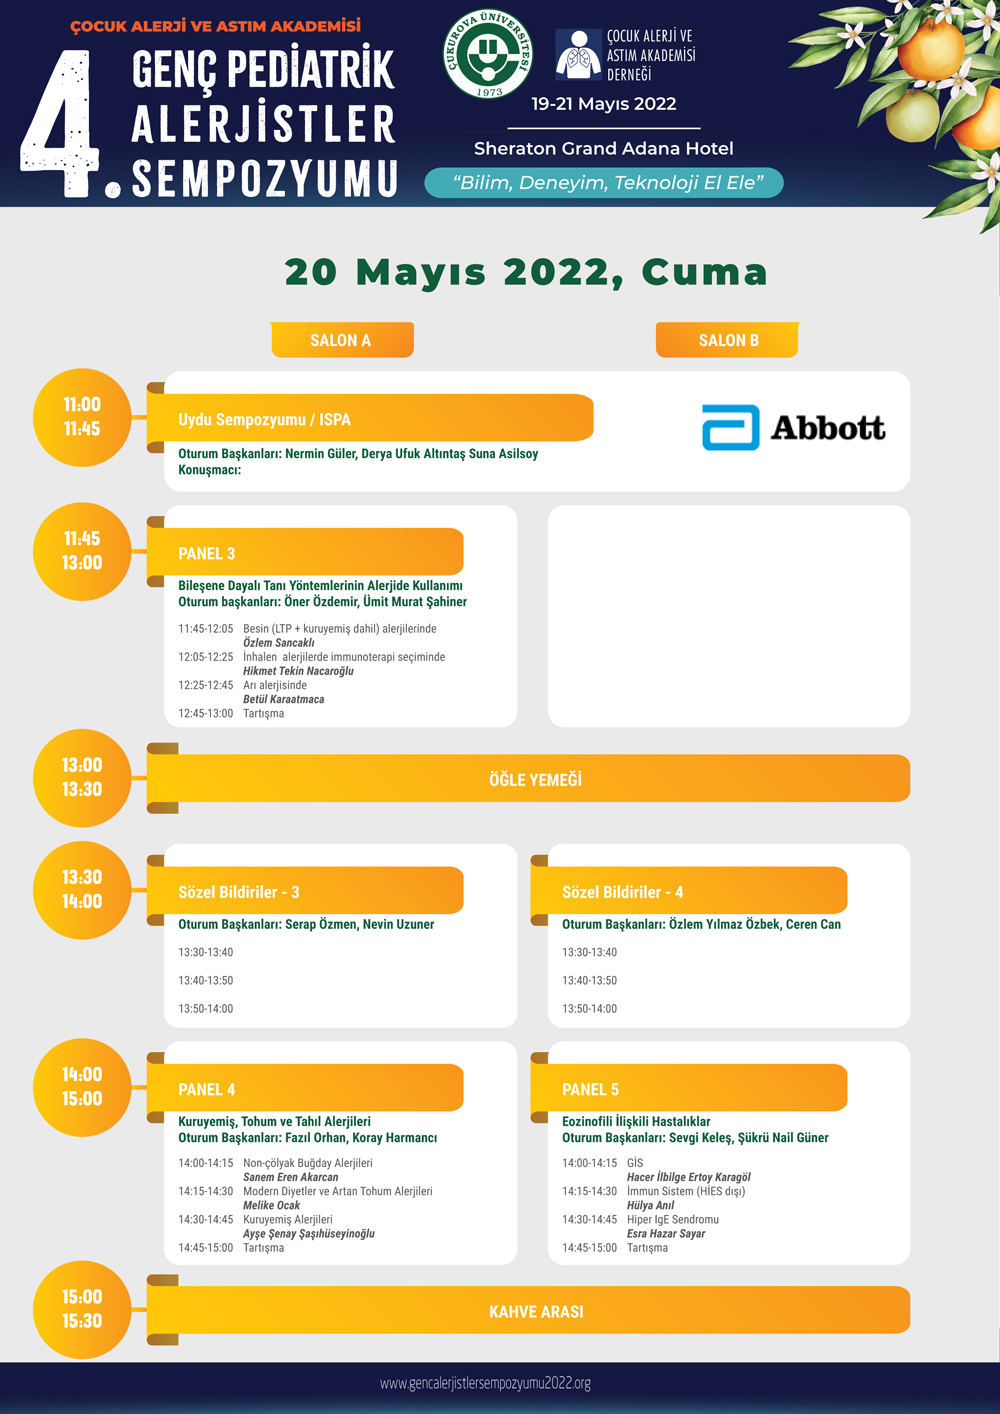 ÇOCUK ALERJİ VE ASTIM AKADEMİSİ
4. GENÇ PEDİATRİK
ALERJİSTLER
SEMPOZYUMU
ÇUKUROVA ÜNİVERSİTESİ
1973
ÇOCUK ALERJİ VE
ASTIM AKADEMİSİ
DERNEĞİ
19-21 Mayıs 2022
Sheraton Grand Adana Hotel
“Bilim, Deneyim, Teknoloji El Ele”
20 Mayıs 2022, Cuma
SALON A
SALON B
11:00
11:45
Uydu Sempozyumu / ISPA
Abbott
Oturum Başkanları: Nermin Güler, Derya Ufuk Altıntaş Suna Asilsoy
Konuşmacı:
11:45
13:00
PANEL 3
Bileşene Dayalı Tanı Yöntemlerinin Alerjide Kullanımı
Oturum başkanları: Öner Özdemir, Ümit Murat Şahiner
11:45-12:05 Besin (LTP + kuruyemiş dahil) alerjilerinde
Özlem Sancaklı
12:05-12:25 İnhalen alerjilerde immunoterapi seçiminde
Hikmet Tekin Nacaroğlu
12:25-12:45 Arı alerjisinde
Betül Karaatmaca
12:45-13:00 Tartışma
13:00
13:30
ÖĞLE YEMEĞİ
13:30
14:00
Sözel Bildiriler - 3
Oturum Başkanları: Serap Özmen, Nevin Uzuner
13:30-13:40
13:40-13:50
13:50-14:00
Sözel Bildiriler - 4
Oturum Başkanları: Özlem Yılmaz Özbek, Ceren Can
13:30-13:40
13:40-13:50
13:50-14:00
14:00
15:00
PANEL 4
Kuruyemiş, Tohum ve Tahıl Alerjileri
Oturum Başkanları: Fazıl Orhan, Koray Harmancı
14:00-14:15 Non-çölyak Buğday Alerjileri
Sanem Eren Akarcan
14:15-14:30 Modern Diyetler ve Artan Tohum Alerjileri
Melike Ocak
14:30-14:45 Kuruyemiş Alerjileri
Ayşe Şenay Şaşıhüseyinoğlu
14:45-15:00 Tartışma
PANEL 5
Eozinofili İlişkili Hastalıklar
Oturum Başkanları: Sevgi Keleş, Şükrü Nail Güner
14:00-14:15 GİS
Hacer İlbilge Ertoy Karagöl
14:15-14:30 İmmun Sistem (HİES dışı)
Hülya Anıl
14:30-14:45 Hiper IgE Sendromu
Esra Hazar Sayar
14:45-15:00 Tartışma
15:00
15:30
KAHVE ARASI
www.gencalerjistlersempozyumu2022.org